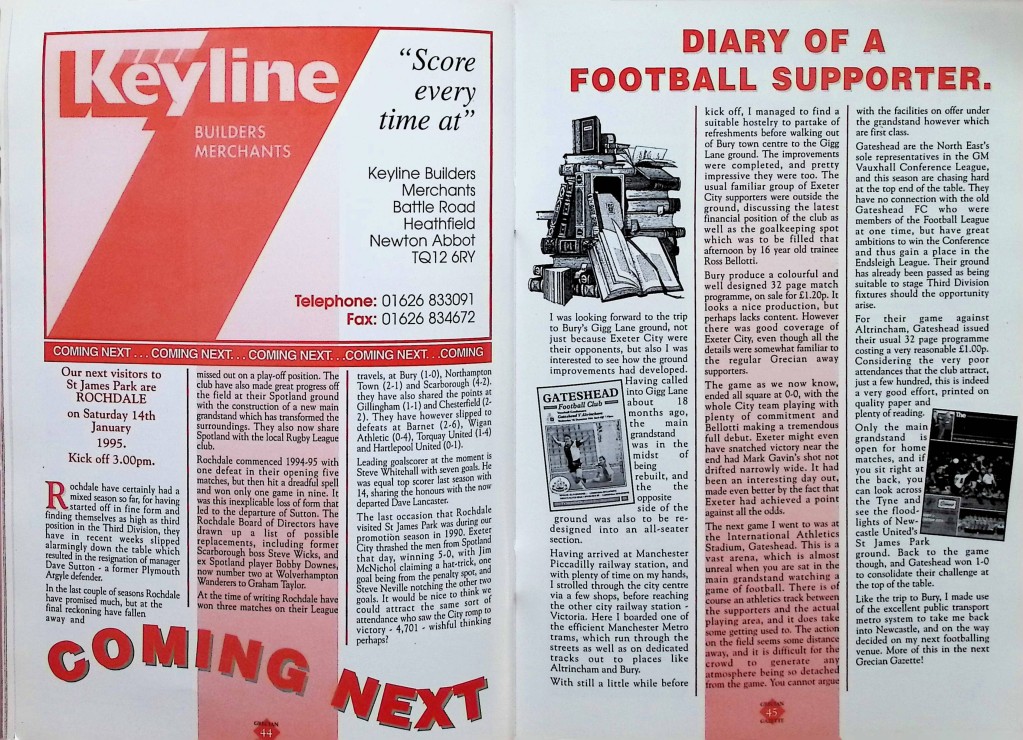 Keyline
BUILDERS
MERCHANTS
“Score
every
time at”
Keyline Builders
Merchants
Battle Road
Heathfield
Newton Abbot
TQ12 6RY
Telephone: 01626 833091
Fax: 01626 834672
COMING NEXT . . . COMING NEXT. . . COMING NEXT. . .COMING NEXT. . .COMING
Our next visitors to
St James Park are
ROCHDALE
on Saturday 14th
January
1995.
Kick off 3.00pm.
Rochdale have certainly had a
mixed season so far, for having
started off in fine form and
finding themselves as high as third
position in the Third Division, they
have in recent weeks slipped
alarmingly down the table which
resulted in the resignation of manager
Dave Sutton - a former Plymouth
Argyle defender.
In the last couple of seasons Rochdale
have promised much, but at the
final reckoning have fallen
away and
missed out on a play-off position. The
club have also made great progress off
the field at their Spotland ground
with the construction of a new main
grandstand which has transformed the
surroundings. They also now share
Spotland with the local Rugby League
club.
Rochdale commenced 1994-95 with
one defeat in their opening five
matches, but then hit a dreadful spell
and won only one game in nine. It
was this inexplicable loss of form that
led to the departure of Sutton. The
Rochdale Board of Directors have
drawn up a list of possible
replacements, including former
Scarborough boss Steve Wicks, and
ex Spotland player Bobby Downes,
now number two at Wolverhampton
Wanderers to Graham Taylor.
At the time of writing Rochdale have
won three matches on their League
travels, at Bury (1-0), Northampton
Town (2-1) and Scarborough (4-2),
they have also shared the points at
Gillingham (1-1) and Chesterfield (2-
2). They have however slipped to
defeats at Barnet (2-6), Wigan
Athletic (0-4), Torquay United (1-4)
and Hartlepool United (0-1).
Leading goalscorer at the moment is
Steve Whitehall with seven goals. He
was equal top scorer last season with
14, sharing the honours with the now
departed Dave Lancaster.
The last occasion that Rochdale
visited St James Park was during our
promotion season in 1990. Exeter
City thrashed the men from Spotland
that day, winning 5-0, with Jim
McNichol claiming a hat-trick, one
goal being from the penalty spot, and
Steve Neville notching the other two
goals. It would be nice to think we
could attract the same sort of
attendance who saw the City romp to
victory - 4,701 - wishful thinking
perhaps?
COMING NEXT
GRECIAN
44
DIARY OF A
FOOTBALL SUPPORTER.
I was looking forward to the trip
to Bury's Gigg Lane ground, not
just because Exeter City were
their opponents, but also I was
interested to see how the ground
improvements had developed.
Having called
into Gigg Lane
about 18
months ago,
the main
grandstand
was in the
midst of
being
rebuilt, and
the opposite
side of the
ground was also to be re-
designed into an all-seater
section.
GATESHEAD
Football Club
Having arrived at Manchester
Piccadilly railway station, and
with plenty of time on my hands,
I strolled through the city centre
via a few shops, before reaching
the other city railway station -
Victoria. Here I boarded one of
the efficient Manchester Metro
trams, which run through the
streets as well as on dedicated
tracks out to places like
Altrincham and Bury.
With still a little while before
kick off, I managed to find a
suitable hostelry to partake of
refreshments before walking out
of Bury town centre to the Gigg
Lane ground. The improvements
were completed, and pretty
impressive they were too. The
usual familiar group of Exeter
City supporters were outside the
ground, discussing the latest
financial position of the club as
well as the goalkeeping spot
which was to be filled that
afternoon by 16 year old trainee
Ross Bellotti.
Bury produce a colourful and
well designed 32 page match
programme, on sale for £1.20p. It
looks a nice production, but
perhaps lacks content. However
there was good coverage of
Exeter City, even though all the
details were somewhat familiar to
the regular Grecian away
supporters.
The game as we now know,
ended all square at 0-0, with the
whole City team playing with
plenty of commitment and
Bellotti making a tremendous
full debut. Exeter might even
have snatched victory near the
end had Mark Gavin's shot not
drifted narrowly wide. It had
been an interesting day out,
made even better by the fact that
Exeter had achieved a point
against all the odds.
The next game I went to was at
the International Athletics
Stadium, Gateshead. This is a
vast arena, which is almost
unreal when you are sat in the
main grandstand watching a
game of football. There is of
course an athletics track between
the supporters and the actual
playing area, and it does take
some getting used to. The action
on the field seems some distance
away, and it is difficult for the
crowd to generate any
atmosphere being so detached
from the game. You cannot argue
with the facilities on offer under
the grandstand however which
are first class.
Gateshead are the North East's
sole representatives in the GM
Vauxhall Conference League,
and this season are chasing hard
at the top end of the table. They
have no connection with the old
Gateshead FC who were
members of the Football League
at one time, but have great
ambitions to win the Conference
and thus gain a place in the
Endsleigh League. Their ground
has already been passed as being
suitable to stage Third Division
fixtures should the opportunity
arise.
For their game against
Altrincham, Gateshead issued
their usual 32 page programme
costing a very reasonable £1.00p.
Considering the very poor
attendances that the club attract,
just a few hundred, this is indeed
a very good effort, printed on
quality paper and
plenty of reading.
Only the main
grandstand is
open for home
matches, and if
you sit right at
the back, you
can look across
the Tyne and
see the flood-
lights of New-
castle United's
St James Park
ground. Back to the game
though, and Gateshead won 1-0
to consolidate their challenge at
the top of the table.
Like the trip to Bury, I made use
of the excellent public transport
metro system to take me back
into Newcastle, and on the way
decided on my next footballing
venue. More of this in the next
Grecian Gazette!
The
GRECIAN
45
GAZETTE